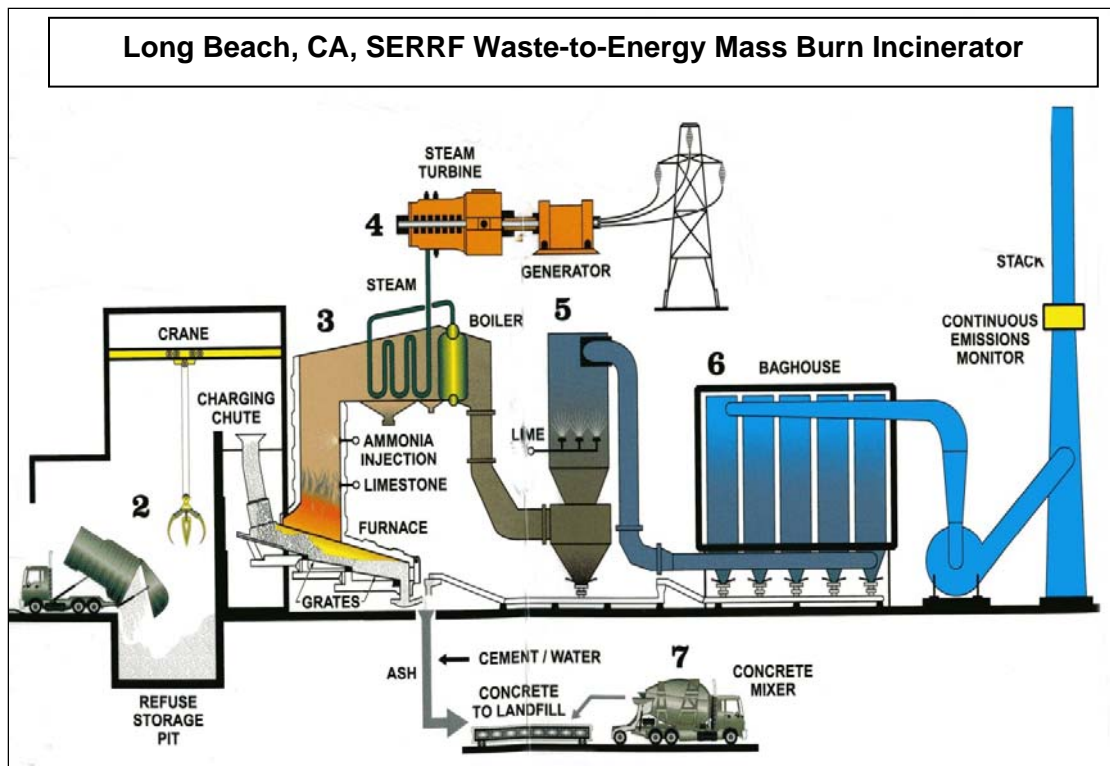 Long Beach, CA, SERRF Waste-to-Energy Mass Burn Incinerator
STEAM
TURBINE
4
GENERATOR
STEAM
3
BOILER
5
STACK
CONTINUOUS
EMISSIONS
MONITOR
6
BAGHOUSE
CRANE
CHARGING
CHUTE
AMMONIA
INJECTION
LIMESTONE
LIME
2
FURNACE
GRATES
ASH
CEMENT / WATER
7
CONCRETE
MIXER
CONCRETE
TO LANDFILL
REFUSE
STORAGE
PIT